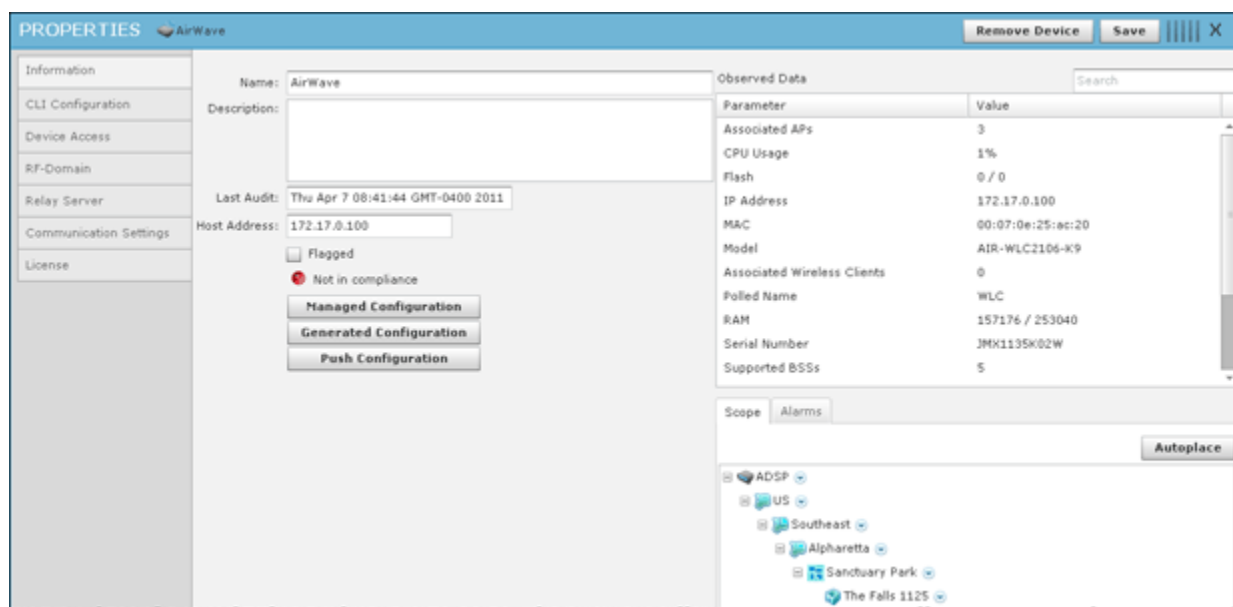 PROPERTIES AirWave Remove Device Save X
Information
CLI Configuration
Device Access
RF-Domain
Relay Server
Communication Settings
License
Name: AirWave
Description:
Last Audit: Thu Apr 7 08:41:44 GMT-0400 2011
Host Address: 172.17.0.100
Flagged
Not in compliance
Managed Configuration
Generated Configuration
Push Configuration
Observed Data Search
Parameter Value
Associated APs 3
CPU Usage 1%
Flash 0 / 0
IP Address 172.17.0.100
MAC 00:07:0e:25:ac:20
Model AIR-WLC2106-K9
Associated Wireless Clients 0
Polled Name WLC
RAM 157176 / 253040
Serial Number JMX1135K02W
Supported BSSs 5
Scope Alarms
Autoplace
ADSP
US
Southeast
Alpharetta
Sanctuary Park
The Falls 1125